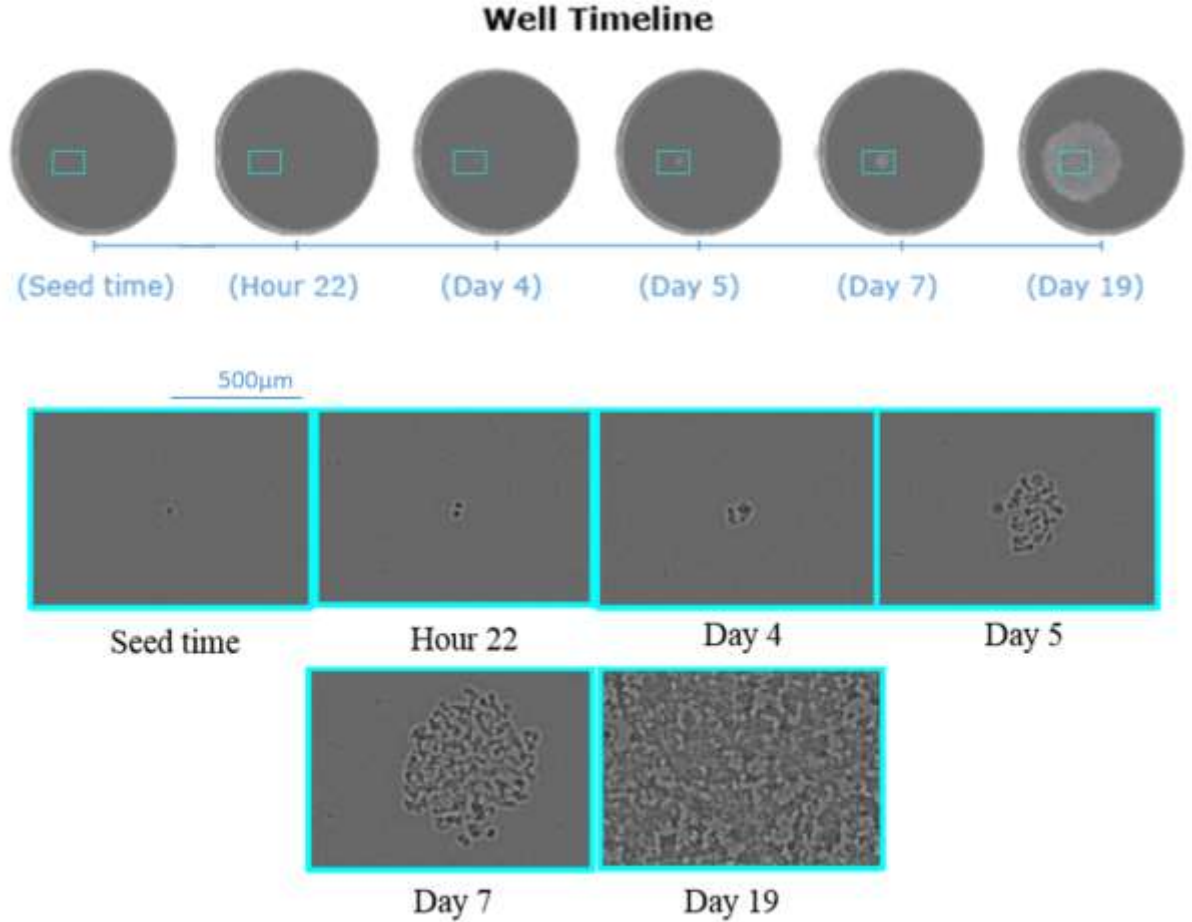 Well Timeline
(Seed time) (Hour 22) (Day 4) (Day 5) (Day 7) (Day 19)
500μm
Seed time Hour 22 Day 4 Day 5
Day 7 Day 19